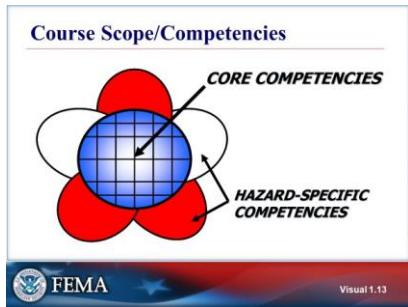 Course Scope/Competencies
CORE COMPETENCIES
HAZARD-SPECIFIC
COMPETENCIES
FEMA
Visual 1.13